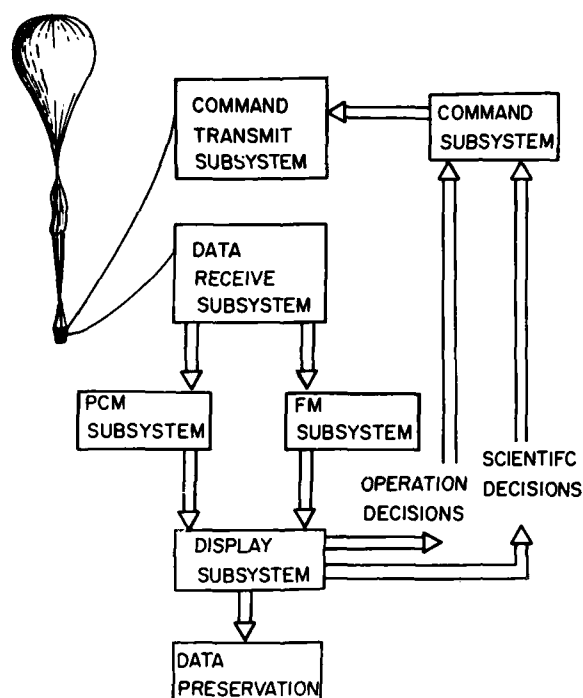 COMMAND
TRANSMIT
SUBSYSTEM
COMMAND
SUBSYSTEM
DATA
RECEIVE
SUBSYSTEM
PCM
SUBSYSTEM
FM
SUBSYSTEM
OPERATION
DECISIONS
SCIENTIFC
DECISIONS
DISPLAY
SUBSYSTEM
DATA
PRESERVATION